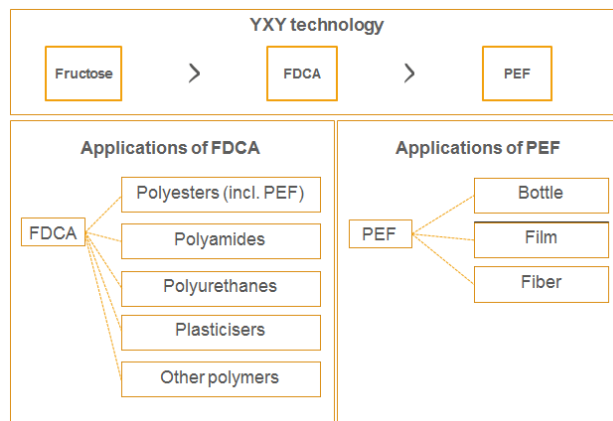 YXY technology
Fructose > FDCA > PEF
Applications of FDCA
FDCA
Polyesters (incl. PEF)
Polyamides
Polyurethanes
Plasticisers
Other polymers
Applications of PEF
PEF
Bottle
Film
Fiber